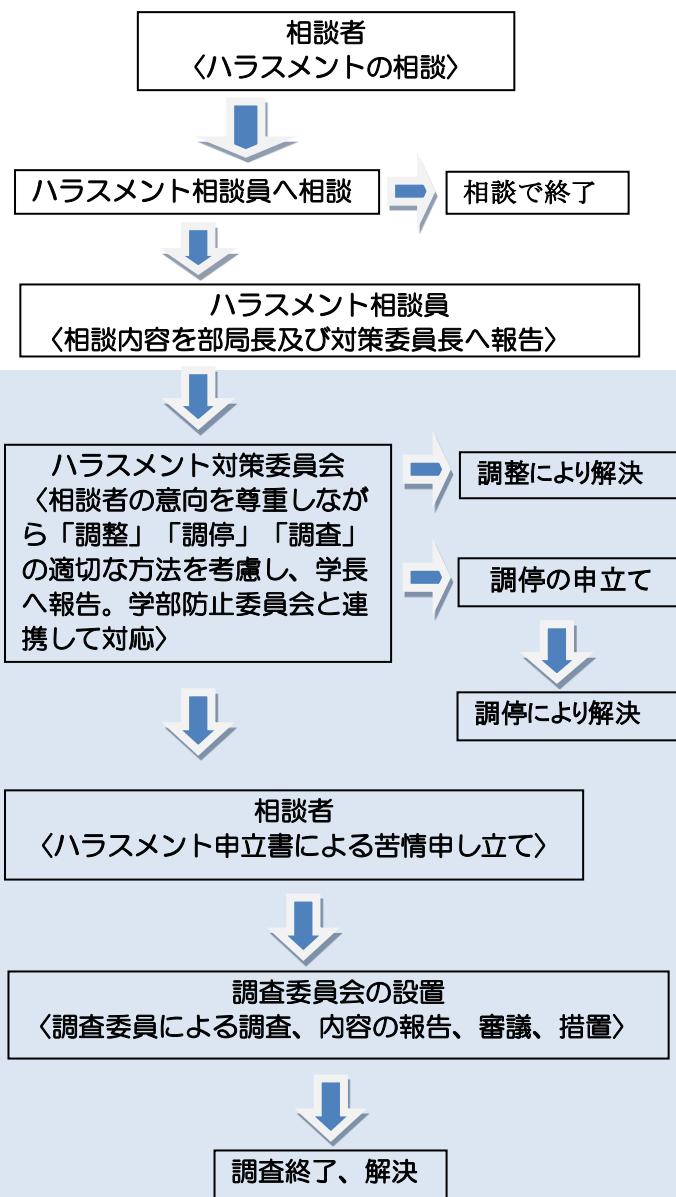 相談者
〈ハラスメントの相談〉
ハラスメント相談員へ相談
相談で終了
ハラスメント相談員
〈相談内容を部局長及び対策委員長へ報告〉
ハラスメント対策委員会
〈相談者の意向を尊重しなが
ら「調整」「調停」「調査」
の適切な方法を考慮し、学長
へ報告。学部防止委員会と連
携して対応〉
調整により解決
調停の申立て
調停により解決
相談者
〈ハラスメント申立書による苦情申し立て〉
調査委員会の設置
〈調査委員による調査、内容の報告、審議、措置〉
調査終了、解決